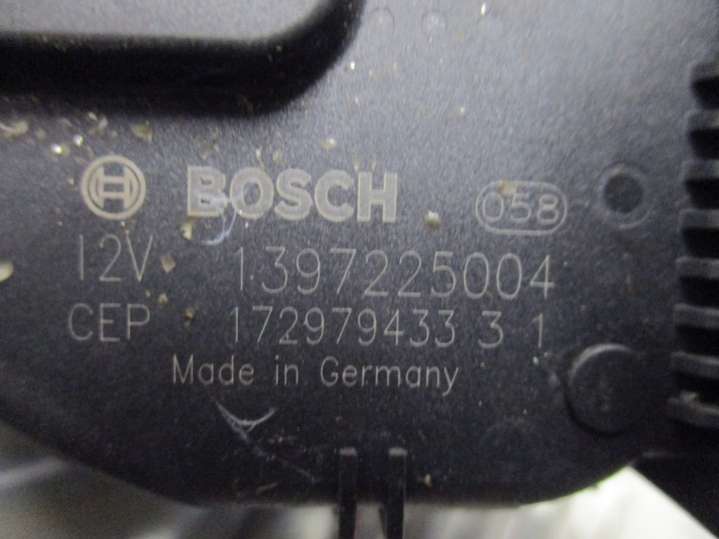 BOSCH 058
12V 1397225004
CEP 172979433 3 1
Made in Germany